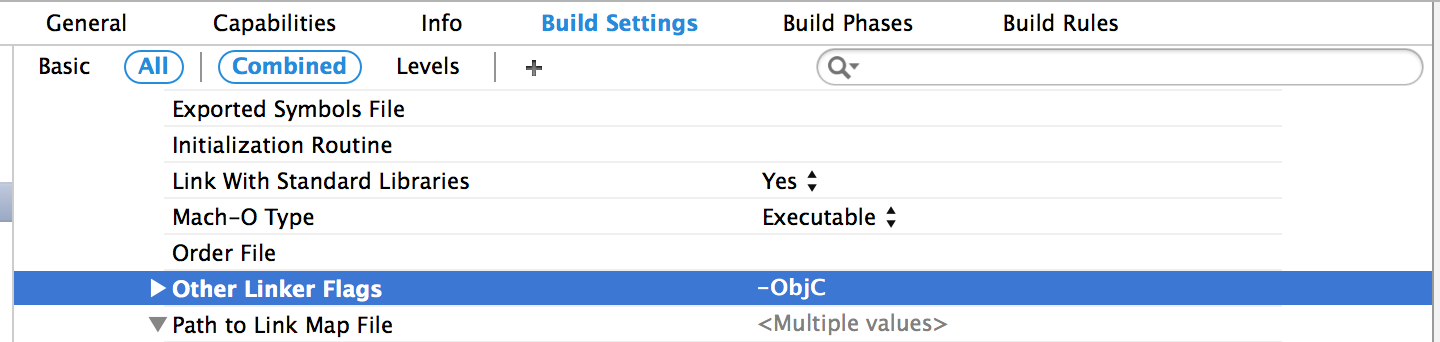 General Capabilities Info Build Settings Build Phases Build Rules
Basic All Combined Levels +
Exported Symbols File
Initialization Routine
Link With Standard Libraries Yes
Mach-O Type Executable
Order File
Other Linker Flags -ObjC
Path to Link Map File <Multiple values>